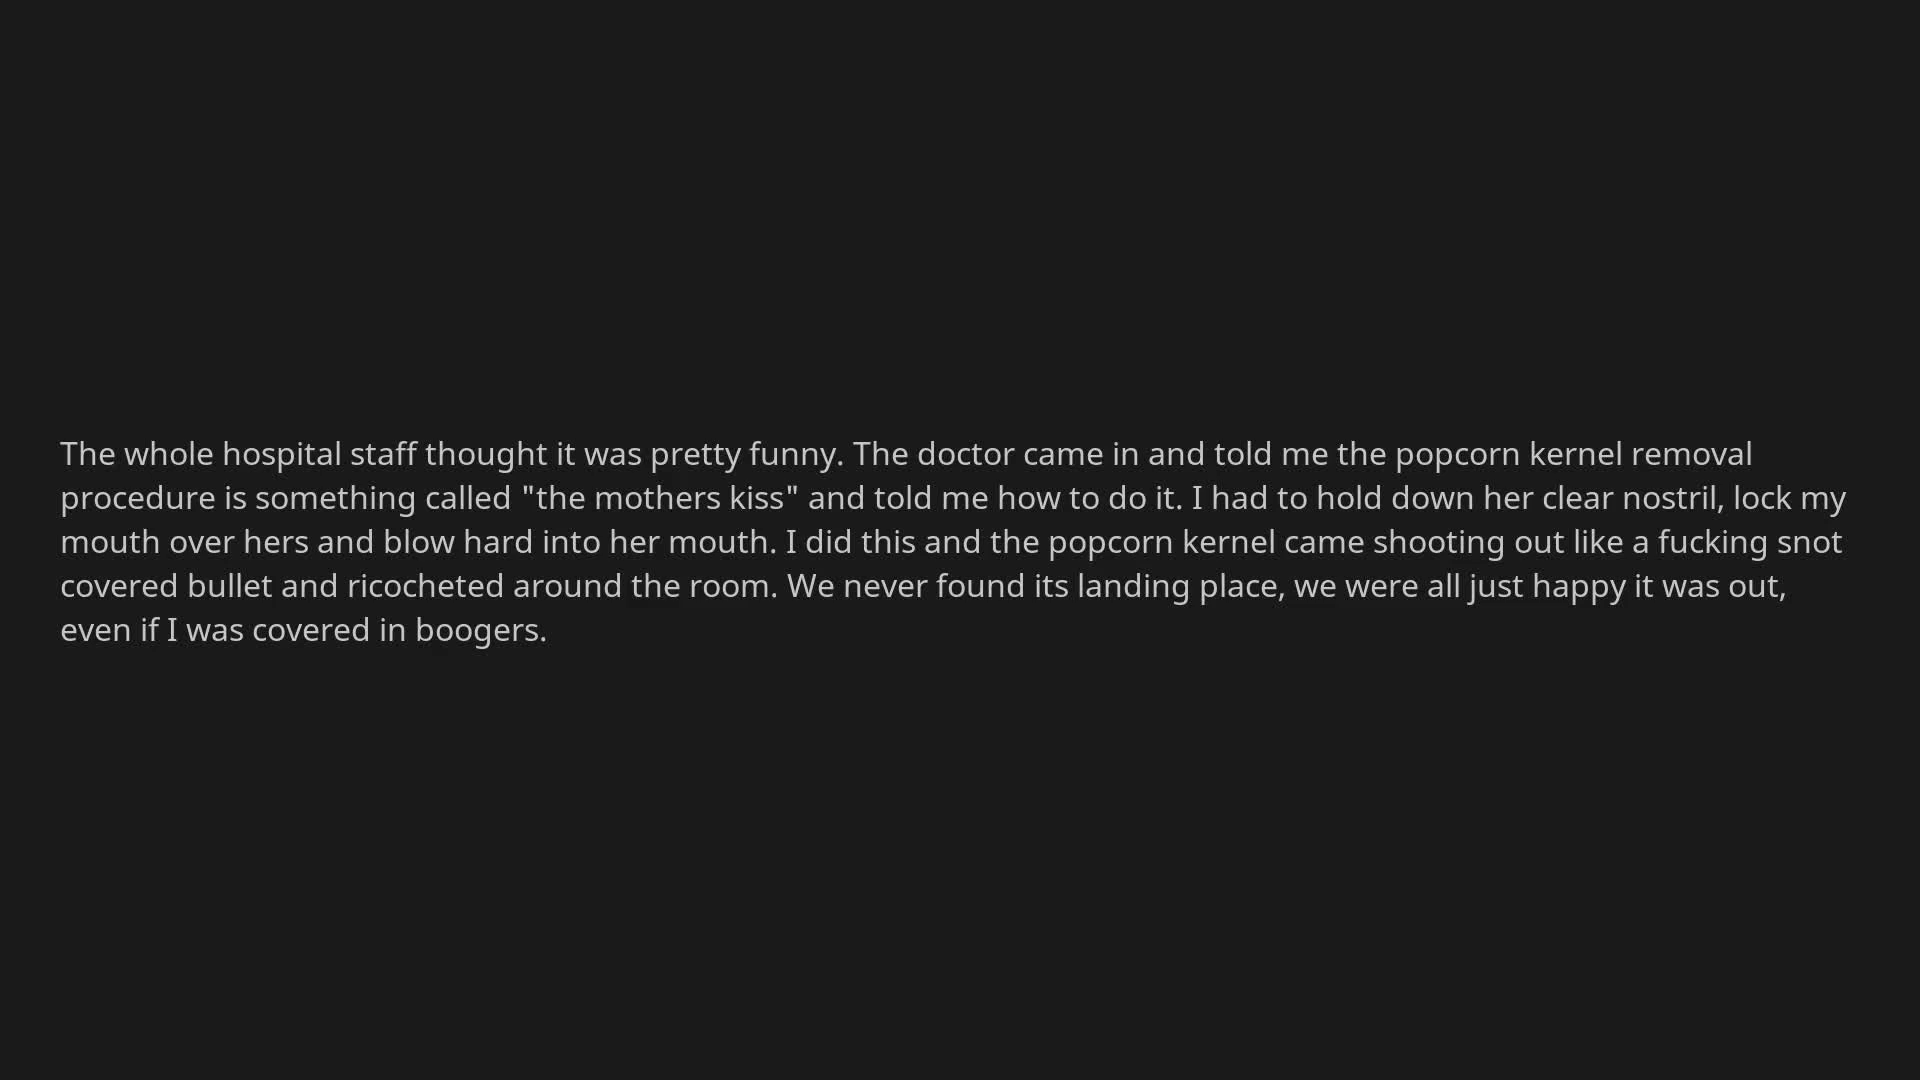 The whole hospital staff thought it was pretty funny. The doctor came in and told me the popcorn kernel removal
procedure is something called "the mothers kiss" and told me how to do it. I had to hold down her clear nostril, lock my
mouth over hers and blow hard into her mouth. I did this and the popcorn kernel came shooting out like a fucking snot
covered bullet and ricocheted around the room. We never found its landing place, we were all just happy it was out,
even if I was covered in boogers.